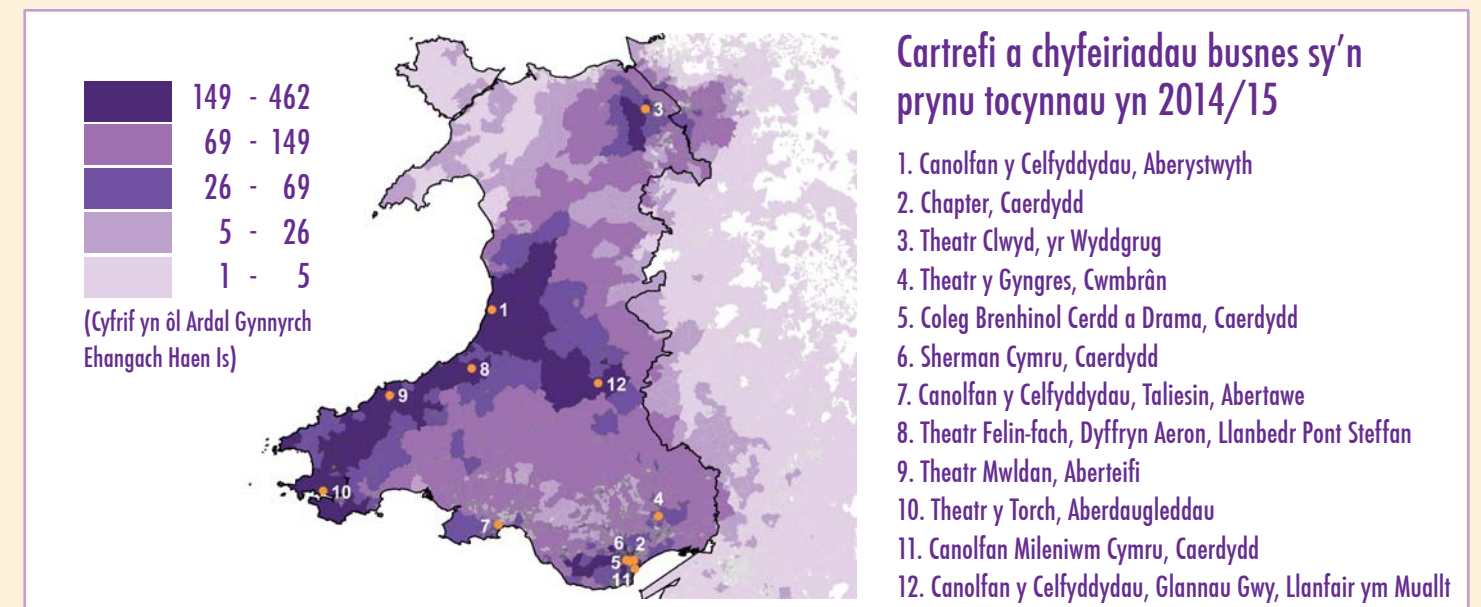 Cartrefi a chyfeiriadau busnes sy'n
prynu tocynnau yn 2014/15
149 - 462
69 - 149
26 - 69
5 - 26
1 - 5
(Cyfrif yn ôl Ardal Gynnyrch
Ehangach Haen Is)
3
1
8
12
9
10
7
4
6 2
5
11
1. Canolfan y Celfyddydau, Aberystwyth
2. Chapter, Caerdydd
3. Theatr Clwyd, yr Wyddgrug
4. Theatr y Gyngres, Cwmbrân
5. Coleg Brenhinol Cerdd a Drama, Caerdydd
6. Sherman Cymru, Caerdydd
7. Canolfan y Celfyddydau, Taliesin, Abertawe
8. Theatr Felin-fach, Dyffryn Aeron, Llanbedr Pont Steffan
9. Theatr Mwldan, Aberteifi
10. Theatr y Torch, Aberdaugleddau
11. Canolfan Mileniwm Cymru, Caerdydd
12. Canolfan y Celfyddydau, Glannau Gwy, Llanfair ym Muallt